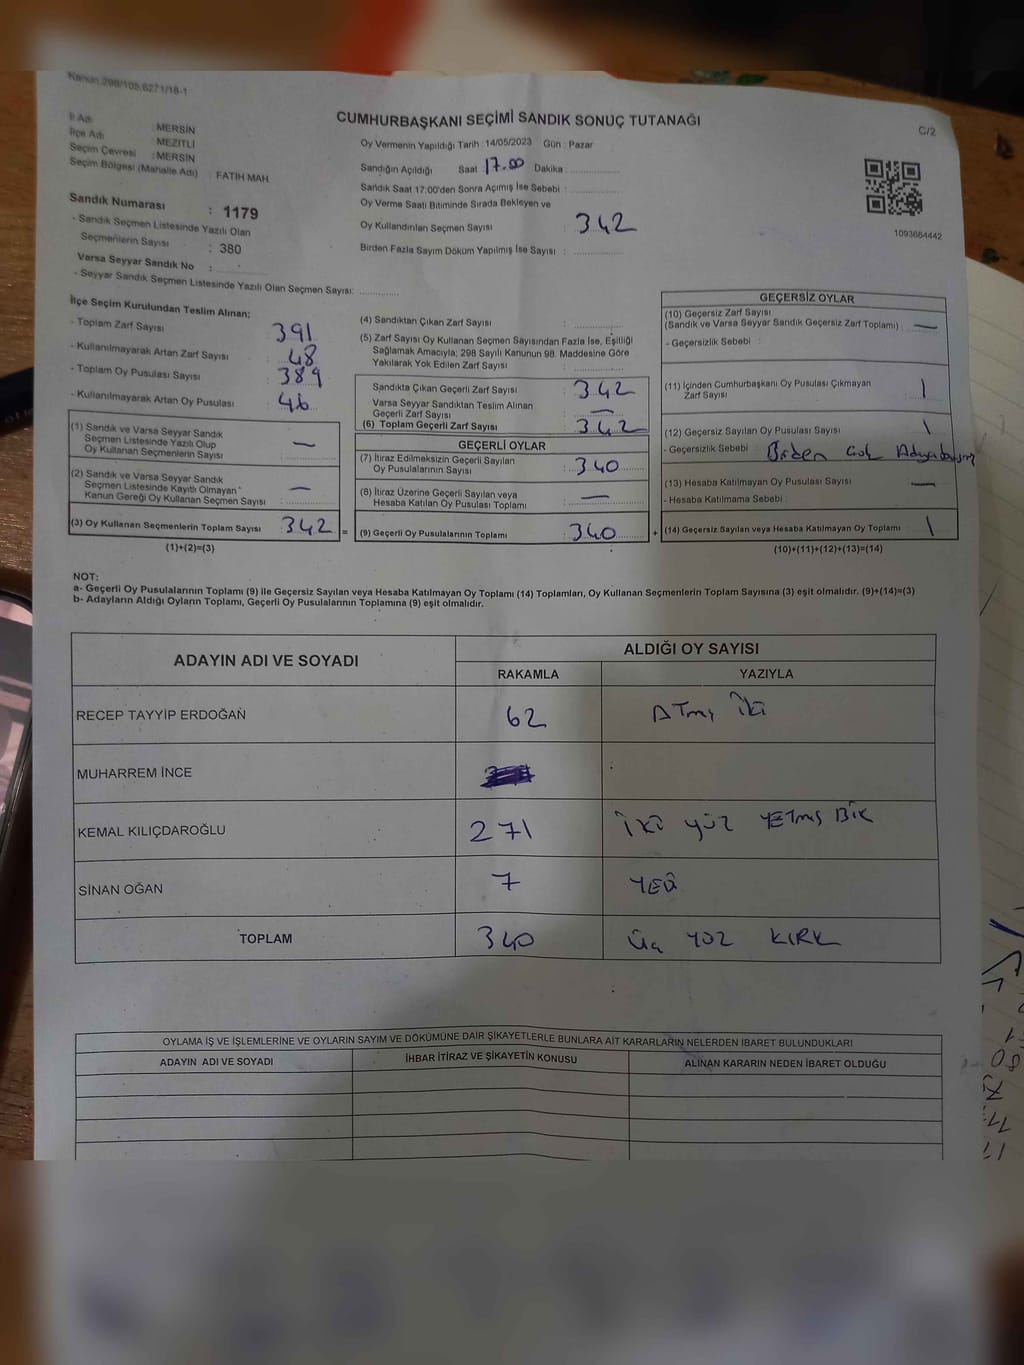 Kanun:298/105,6271/18-1
CUMHURBAŞKANI SEÇİMİ SANDIK SONUÇ TUTANAĞI
C/2
İl Adı : MERSİN
İlçe Adı : MEZİTLİ
Seçim Çevresi : MERSİN
Seçim Bölgesi (Mahalle Adı) : FATİH MAH.
Sandık Numarası : 1179
- Sandık Seçmen Listesinde Yazılı Olan
Seçmenlerin Sayısı : 380
Varsa Seyyar Sandık No :
- Seyyar Sandık Seçmen Listesinde Yazılı Olan Seçmen Sayısı:
Oy Vermenin Yapıldığı Tarih : 14/05/2023 Gün : Pazar
Sandığın Açıldığı Saat 17.00 Dakika :
Sandık Saat 17:00'den Sonra Açımış İse Sebebi :
Oy Verme Saati Bitiminde Sırada Bekleyen ve
Oy Kullandırılan Seçmen Sayısı : 342
Birden Fazla Sayım Döküm Yapılmış İse Sayısı :
1093664442
İlçe Seçim Kurulundan Teslim Alınan;
- Toplam Zarf Sayısı : 391
- Kullanılmayarak Artan Zarf Sayısı : 48
- Toplam Oy Pusulası Sayısı : 389
- Kullanılmayarak Artan Oy Pusulası : 46
(1) Sandık ve Varsa Seyyar Sandık
Seçmen Listesinde Yazılı Olup
Oy Kullanan Seçmenlerin Sayısı : —
(2) Sandık ve Varsa Seyyar Sandık
Seçmen Listesinde Kayıtlı Olmayan
Kanun Gereği Oy Kullanan Seçmen Sayısı : —
(3) Oy Kullanan Seçmenlerin Toplam Sayısı : 342 =
(1)+(2)=(3)
(4) Sandıktan Çıkan Zarf Sayısı :
(5) Zarf Sayısı Oy Kullanan Seçmen Sayısından Fazla İse, Eşitliği
Sağlamak Amacıyla; 298 Sayılı Kanunun 98. Maddesine Göre
Yakılarak Yok Edilen Zarf Sayısı :
Sandıkta Çıkan Geçerli Zarf Sayısı : 342
Varsa Seyyar Sandıktan Teslim Alınan
Geçerli Zarf Sayısı : —
(6) Toplam Geçerli Zarf Sayısı : 342
GEÇERLİ OYLAR
(7) İtiraz Edilmeksizin Geçerli Sayılan
Oy Pusulalarının Sayısı : 340
(8) İtiraz Üzerine Geçerli Sayılan veya
Hesaba Katılan Oy Pusulası Toplamı : —
(9) Geçerli Oy Pusulalarının Toplamı : 340 +
GEÇERSİZ OYLAR
(10) Geçersiz Zarf Sayısı
(Sandık ve Varsa Seyyar Sandık Geçersiz Zarf Toplamı) : —
- Geçersizlik Sebebi :
(11) İçinden Cumhurbaşkanı Oy Pusulası Çıkmayan
Zarf Sayısı : 1
(12) Geçersiz Sayılan Oy Pusulası Sayısı : 1
- Geçersizlik Sebebi : Birden Çok
(13) Hesaba Katılmayan Oy Pusulası Sayısı : —
- Hesaba Katılmama Sebebi :
(14) Geçersiz Sayılan veya Hesaba Katılmayan Oy Toplamı : 1
(10)+(11)+(12)+(13)=(14)
NOT:
a- Geçerli Oy Pusulalarının Toplamı (9) ile Geçersiz Sayılan veya Hesaba Katılmayan Oy Toplamı (14) Toplamları, Oy Kullanan Seçmenlerin Toplam Sayısına (3) eşit olmalıdır. (9)+(14)=(3)
b- Adayların Aldığı Oyların Toplamı, Geçerli Oy Pusulalarının Toplamına (9) eşit olmalıdır.
ADAYIN ADI VE SOYADI
ALDIĞI OY SAYISI
RAKAMLA YAZIYLA
RECEP TAYYİP ERDOĞAN 62 ATmış İki
MUHARREM İNCE
KEMAL KILIÇDAROĞLU 271 İki YÜZ YETmiş BİR
SİNAN OĞAN 7 YEDİ
TOPLAM 340 Üç YÜZ KIRK
OYLAMA İŞ VE İŞLEMLERİNE VE OYLARIN SAYIM VE DÖKÜMÜNE DAİR ŞİKAYETLERLE BUNLARA AİT KARARLARIN NELERDEN İBARET BULUNDUKLARI
ADAYIN ADI VE SOYADI İHBAR İTİRAZ VE ŞİKAYETİN KONUSU ALINAN KARARIN NEDEN İBARET OLDUĞU